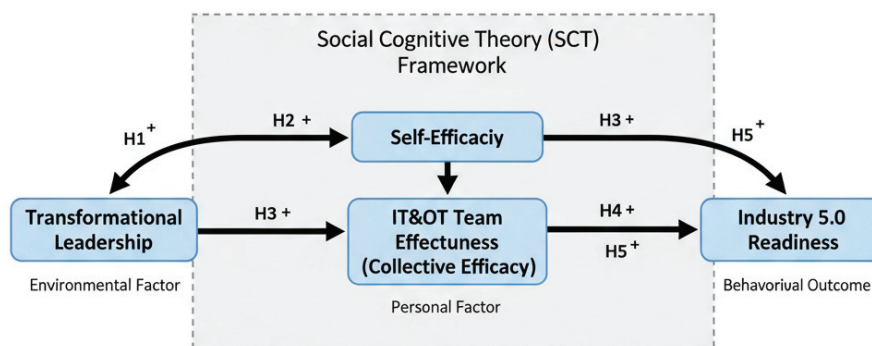 Social Cognitive Theory (SCT)
Framework
H1+
H2 +
Self-Efficaciy
H3 +
H5+
Transformational
Leadership
H3 +
IT&OT Team
Effectuness
(Collective Efficacy)
H4 +
H5+
Industry 5.0
Readiness
Environmental Factor
Personal Factor
Behavoriual Outcome